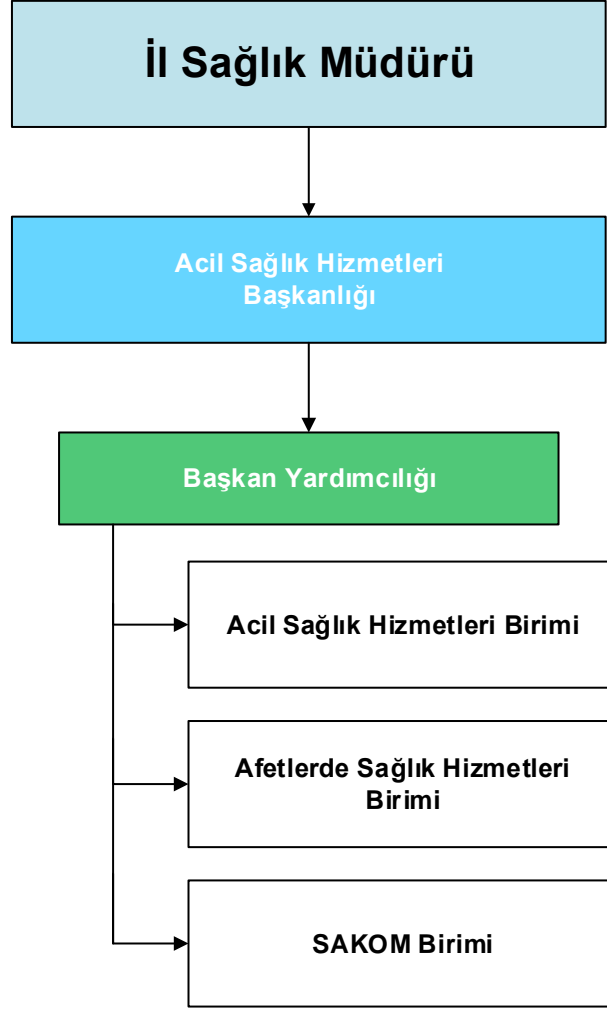 İl Sağlık Müdürü
Acil Sağlık Hizmetleri
Başkanlığı
Başkan Yardımcılığı
Acil Sağlık Hizmetleri Birimi
Afetlerde Sağlık Hizmetleri
Birimi
SAKOM Birimi